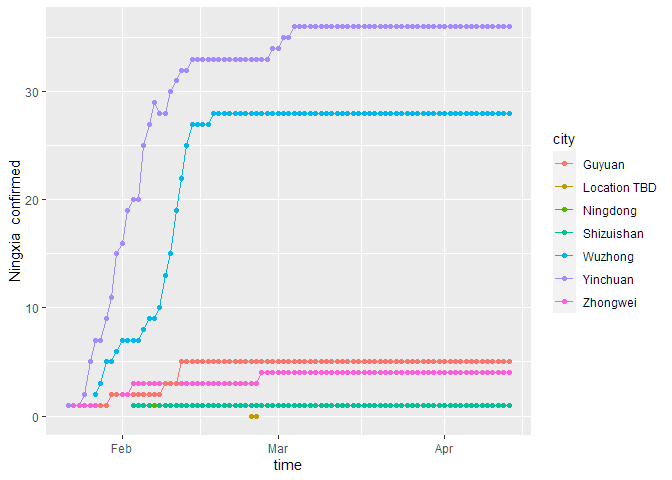 30
20
10
0
Ningxia confirmed
Feb
Mar
Apr
time
city
Guyuan
Location TBD
Ningdong
Shizuishan
Wuzhong
Yinchuan
Zhongwei